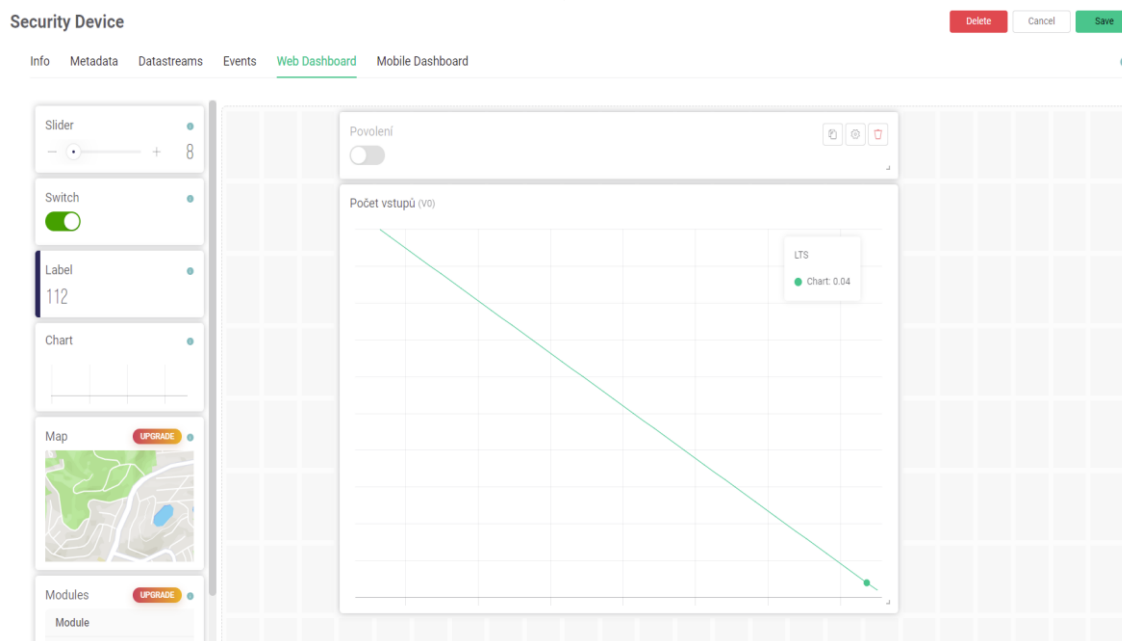 Security Device
Delete
Cancel
Save
Info
Metadata
Datastreams
Events
Web Dashboard
Mobile Dashboard
Slider
8
Switch
Label
112
Chart
Map
UPGRADE
Modules
UPGRADE
Module
Povolení
Počet vstupů (V0)
LTS
Chart: 0.04